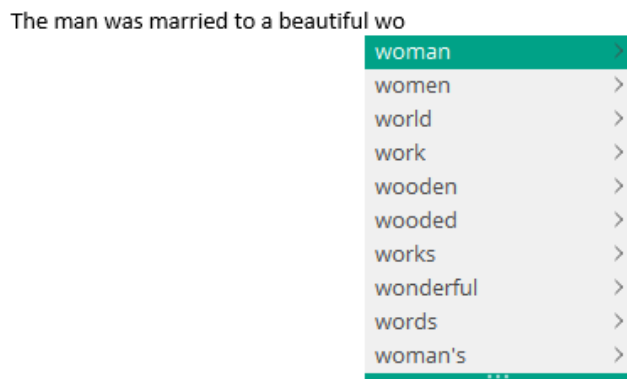 The man was married to a beautiful wo
woman
women
world
work
wooden
wooded
works
wonderful
words
woman's